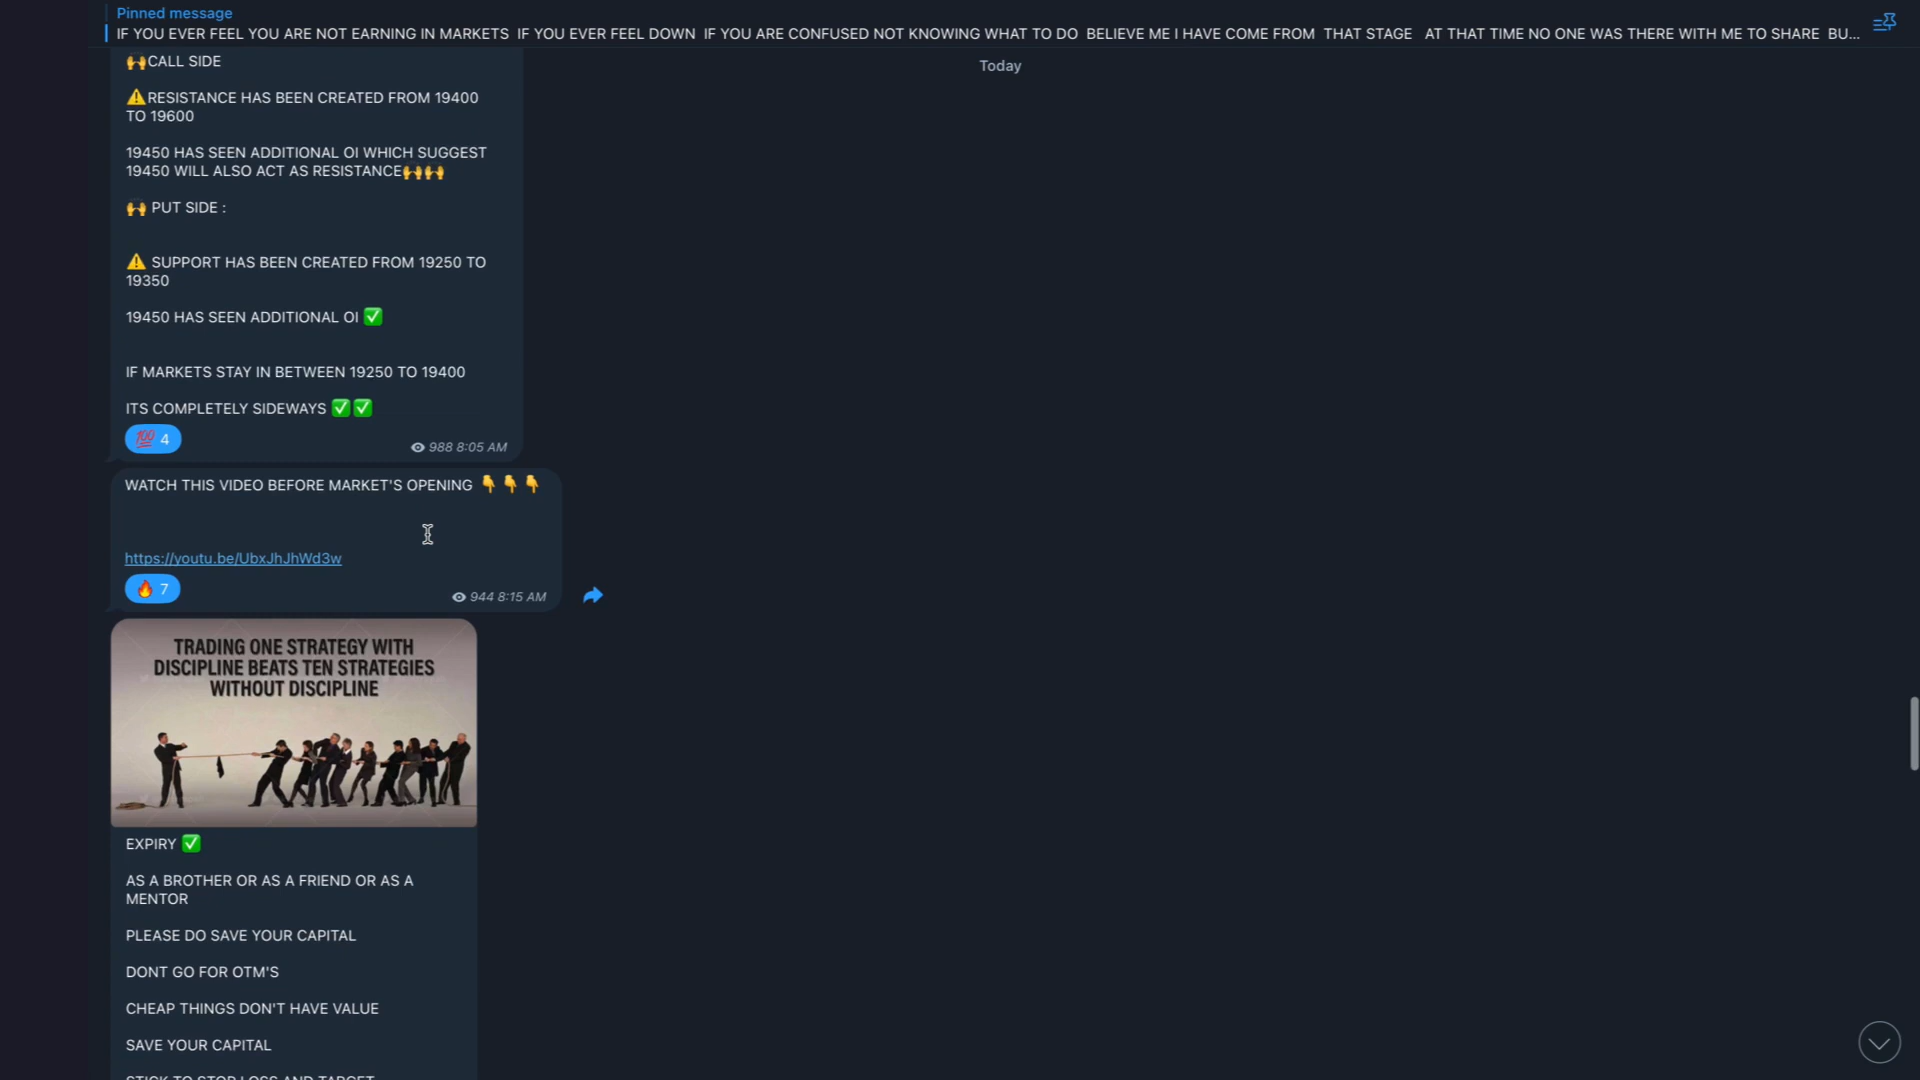 Pinned message
IF YOU EVER FEEL YOU ARE NOT EARNING IN MARKETS IF YOU EVER FEEL DOWN IF YOU ARE CONFUSED NOT KNOWING WHAT TO DO BELIEVE ME I HAVE COME FROM THAT STAGE AT THAT TIME NO ONE WAS THERE WITH ME TO SHARE BU...
Today
🙌CALL SIDE
⚠️RESISTANCE HAS BEEN CREATED FROM 19400
TO 19600
19450 HAS SEEN ADDITIONAL OI WHICH SUGGEST
19450 WILL ALSO ACT AS RESISTANCE🙌🙌
🙌 PUT SIDE :
⚠️ SUPPORT HAS BEEN CREATED FROM 19250 TO
19350
19450 HAS SEEN ADDITIONAL OI ✅
IF MARKETS STAY IN BETWEEN 19250 TO 19400
ITS COMPLETELY SIDEWAYS ✅✅
💯 4
988 8:05 AM
WATCH THIS VIDEO BEFORE MARKET'S OPENING 👇👇👇
https://youtu.be/UbxJhJhWd3w
🔥 7
944 8:15 AM
TRADING ONE STRATEGY WITH
DISCIPLINE BEATS TEN STRATEGIES
WITHOUT DISCIPLINE
EXPIRY ✅
AS A BROTHER OR AS A FRIEND OR AS A
MENTOR
PLEASE DO SAVE YOUR CAPITAL
DONT GO FOR OTM'S
CHEAP THINGS DON'T HAVE VALUE
SAVE YOUR CAPITAL
STICK TO STOP LOSS AND TARGET